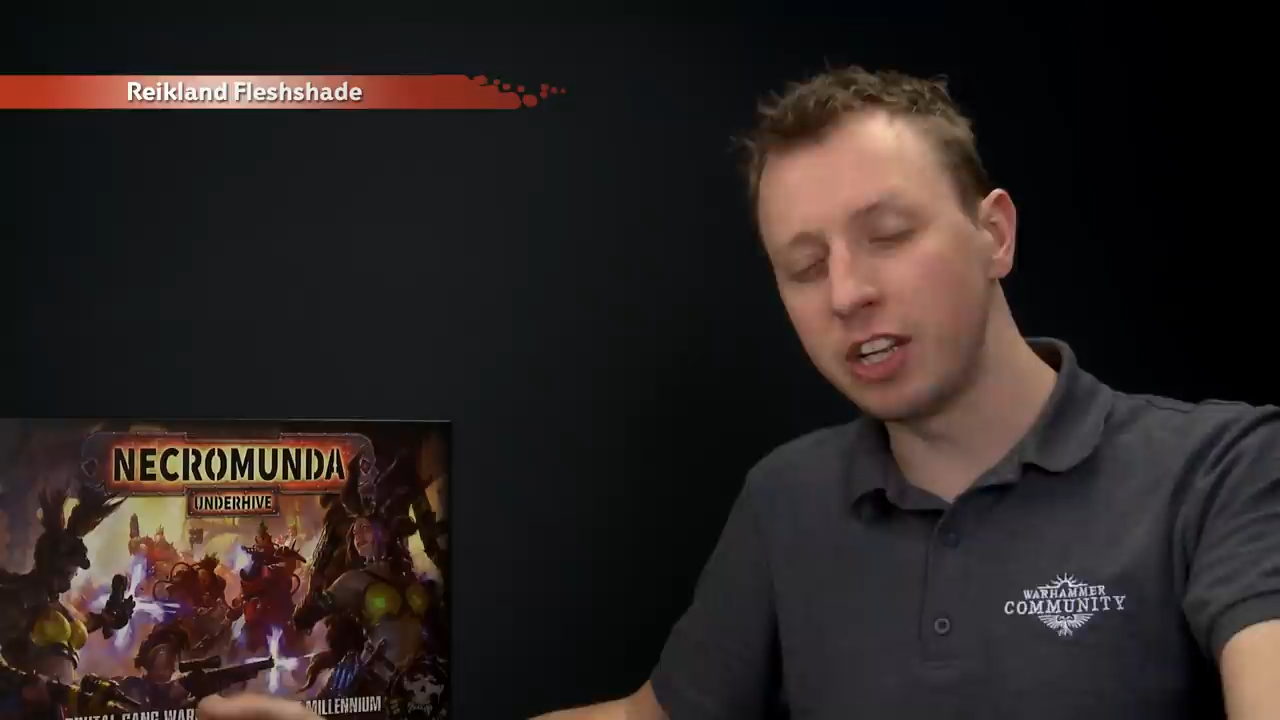 Reikland Fleshshade
NECROMUNDA
UNDERHIVE
MILLENNIUM
WARHAMMER
COMMUNITY